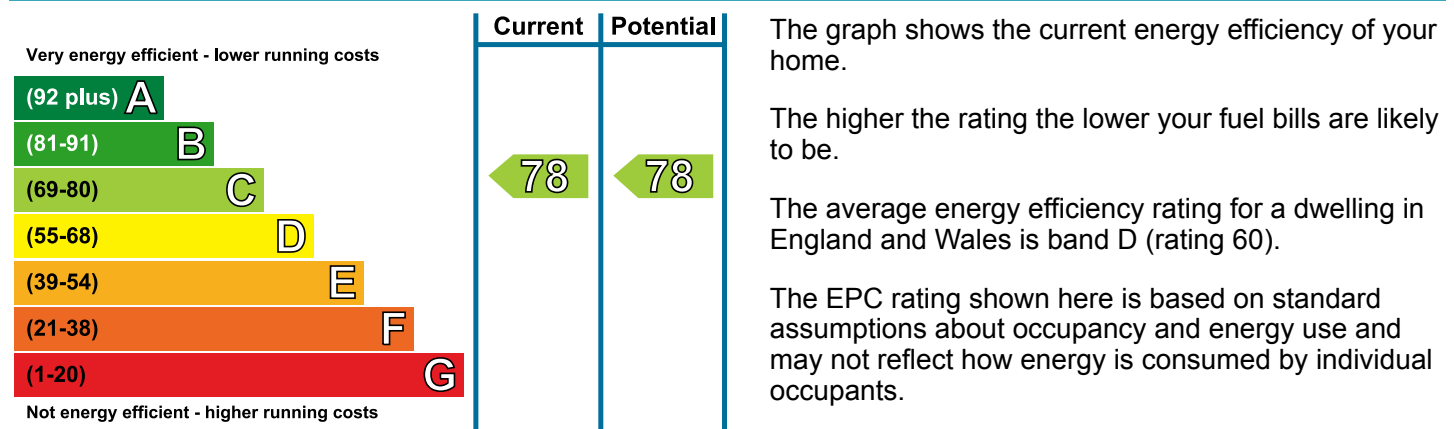 Current Potential
Very energy efficient - lower running costs
(92 plus) A
(81-91) B
(69-80) C
(55-68) D
(39-54) E
(21-38) F
(1-20) G
Not energy efficient - higher running costs
78 78
The graph shows the current energy efficiency of your
home.
The higher the rating the lower your fuel bills are likely
to be.
The average energy efficiency rating for a dwelling in
England and Wales is band D (rating 60).
The EPC rating shown here is based on standard
assumptions about occupancy and energy use and
may not reflect how energy is consumed by individual
occupants.